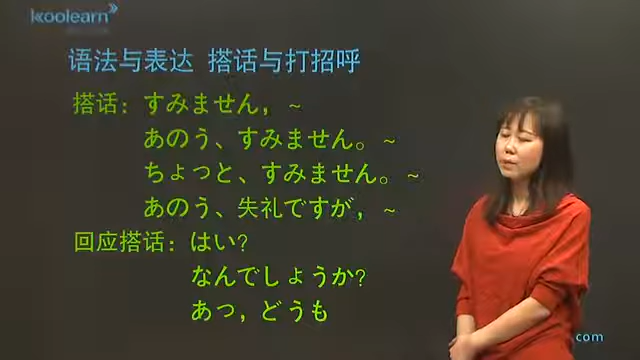 koolearn
语法与表达 搭话与打招呼
搭话：すみません，～
あのう、すみません。～
ちょっと、すみません。～
あのう、失礼ですが，～
回应搭话：はい？
なんでしょうか？
あっ，どうも
com